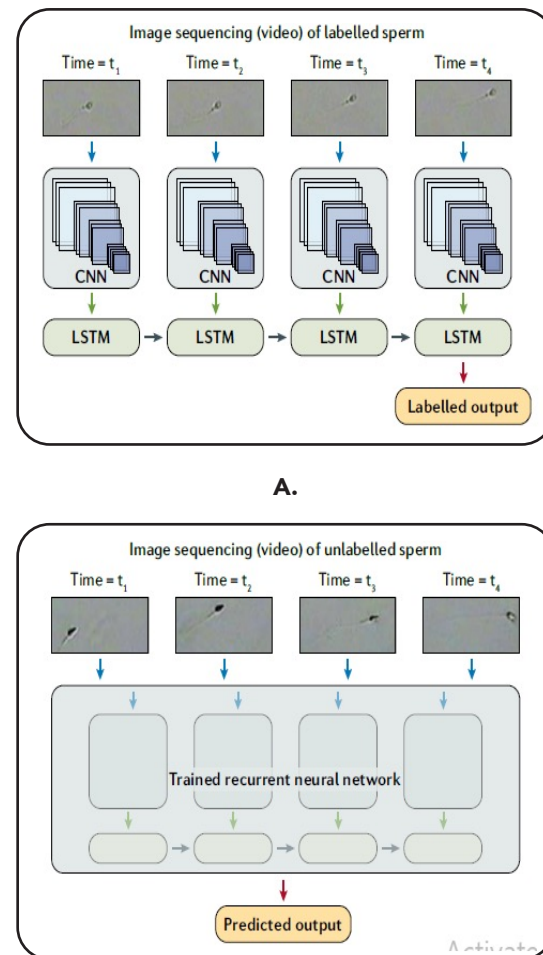 Image sequencing (video) of labelled sperm
Time = t1 Time = t2 Time = t3 Time = t4
CNN CNN CNN CNN
LSTM LSTM LSTM LSTM
Labelled output
A.
Image sequencing (video) of unlabelled sperm
Time = t1 Time = t2 Time = t3 Time = t4
Trained recurrent neural network
Predicted output
Activate